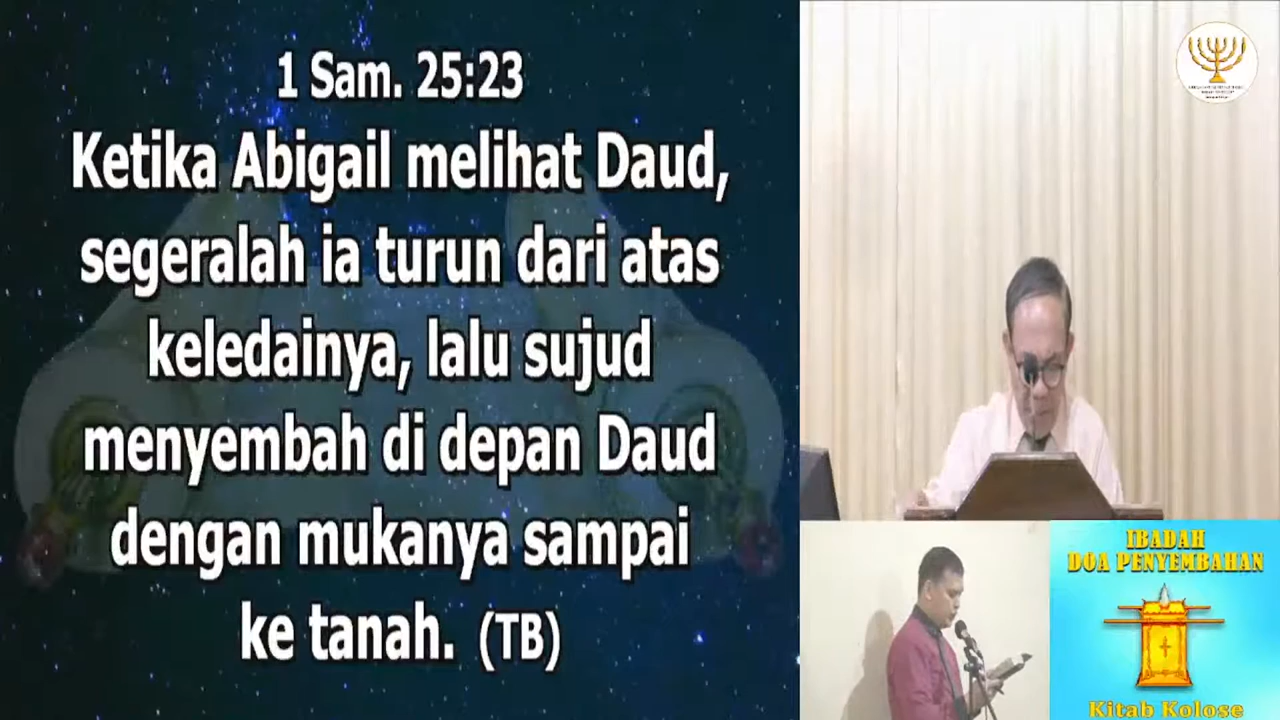 1 Sam. 25:23
Ketika Abigail melihat Daud,
segeralah ia turun dari atas
keledainya, lalu sujud
menyembah di depan Daud
dengan mukanya sampai
ke tanah. (TB)
IBADAH
DOA PENYEMBAHAN
Kitab Kolose